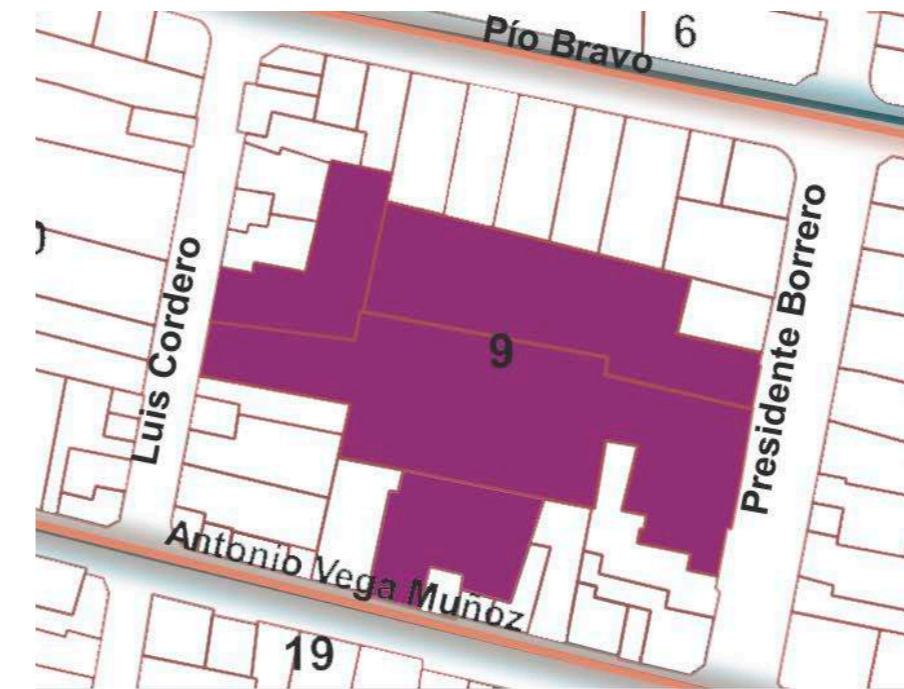 Pío Bravo
6
Luis Cordero
9
Presidente Borrero
Antonio Vega Muñoz
19